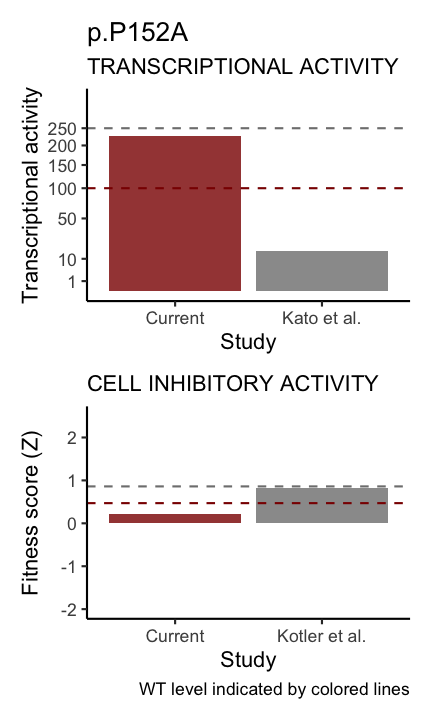 p.P152A
TRANSCRIPTIONAL ACTIVITY
Transcriptional activity
250
200
150
100
50
10
1
Current
Kato et al.
Study
CELL INHIBITORY ACTIVITY
Fitness score (Z)
2
1
0
-1
-2
Current
Kotler et al.
Study
WT level indicated by colored lines